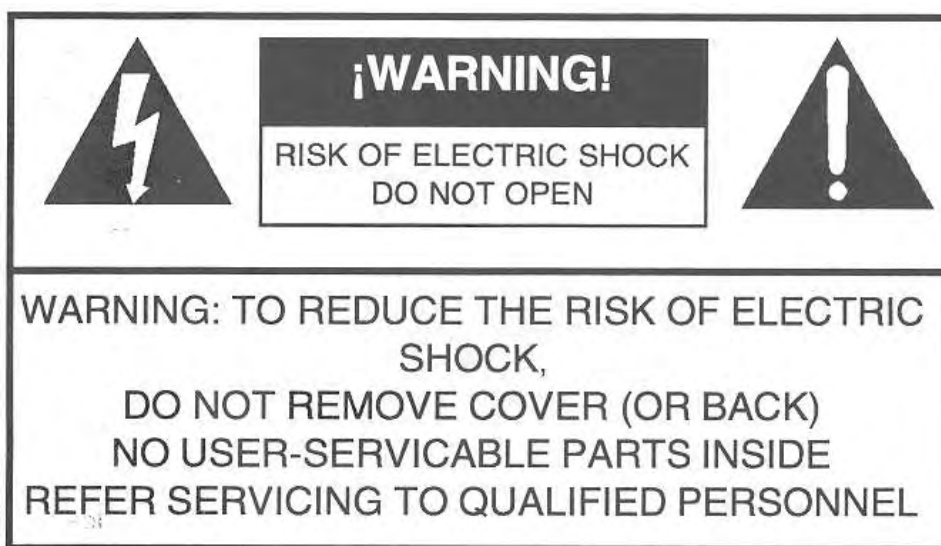 ¡WARNING!
RISK OF ELECTRIC SHOCK
DO NOT OPEN
WARNING: TO REDUCE THE RISK OF ELECTRIC
SHOCK,
DO NOT REMOVE COVER (OR BACK)
NO USER-SERVICABLE PARTS INSIDE
REFER SERVICING TO QUALIFIED PERSONNEL